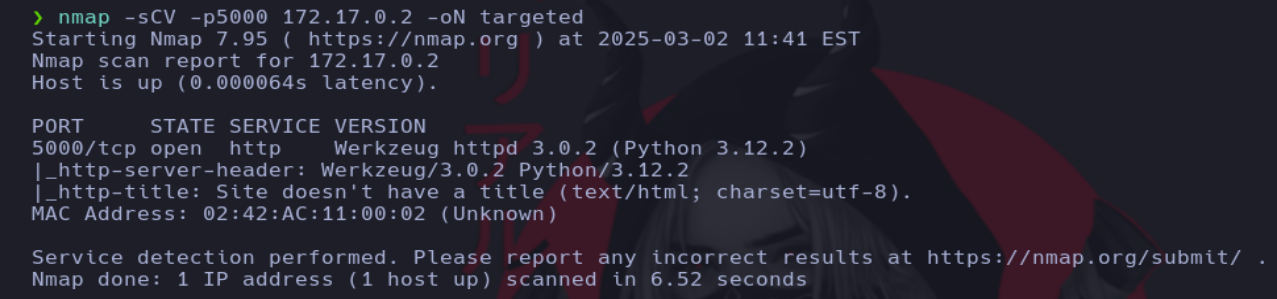 ❯ nmap -sCV -p5000 172.17.0.2 -oN targeted
Starting Nmap 7.95 ( https://nmap.org ) at 2025-03-02 11:41 EST
Nmap scan report for 172.17.0.2
Host is up (0.000064s latency).
PORT     STATE SERVICE VERSION
5000/tcp open  http    Werkzeug httpd 3.0.2 (Python 3.12.2)
|_http-server-header: Werkzeug/3.0.2 Python/3.12.2
|_http-title: Site doesn't have a title (text/html; charset=utf-8).
MAC Address: 02:42:AC:11:00:02 (Unknown)
Service detection performed. Please report any incorrect results at https://nmap.org/submit/ .
Nmap done: 1 IP address (1 host up) scanned in 6.52 seconds